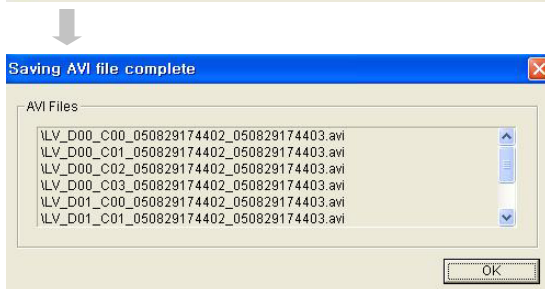 Saving AVI file complete
AVI Files
\LV_D00_C00_050829174402_050829174403.avi
\LV_D00_C01_050829174402_050829174403.avi
\LV_D00_C02_050829174402_050829174403.avi
\LV_D00_C03_050829174402_050829174403.avi
\LV_D01_C00_050829174402_050829174403.avi
\LV_D01_C01_050829174402_050829174403.avi
OK